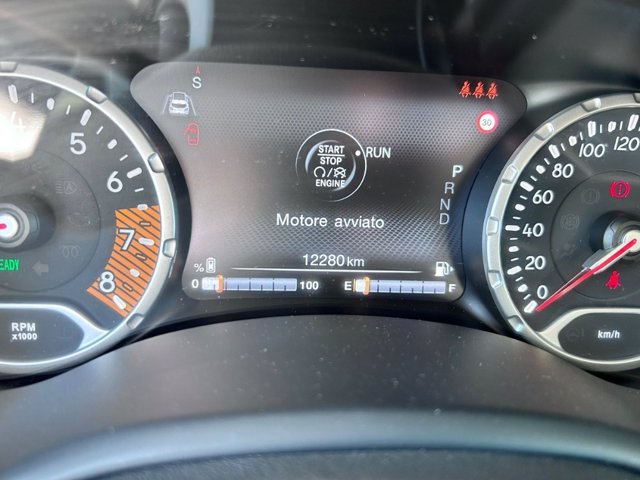 S
30
START
STOP
ENGINE
RUN
P
R
N
D
Motore avviato
12280 km
%
0 100
E F
4
5
6
7
8
READY
RPM
x1000
0
20
40
60
80
100
120
km/h